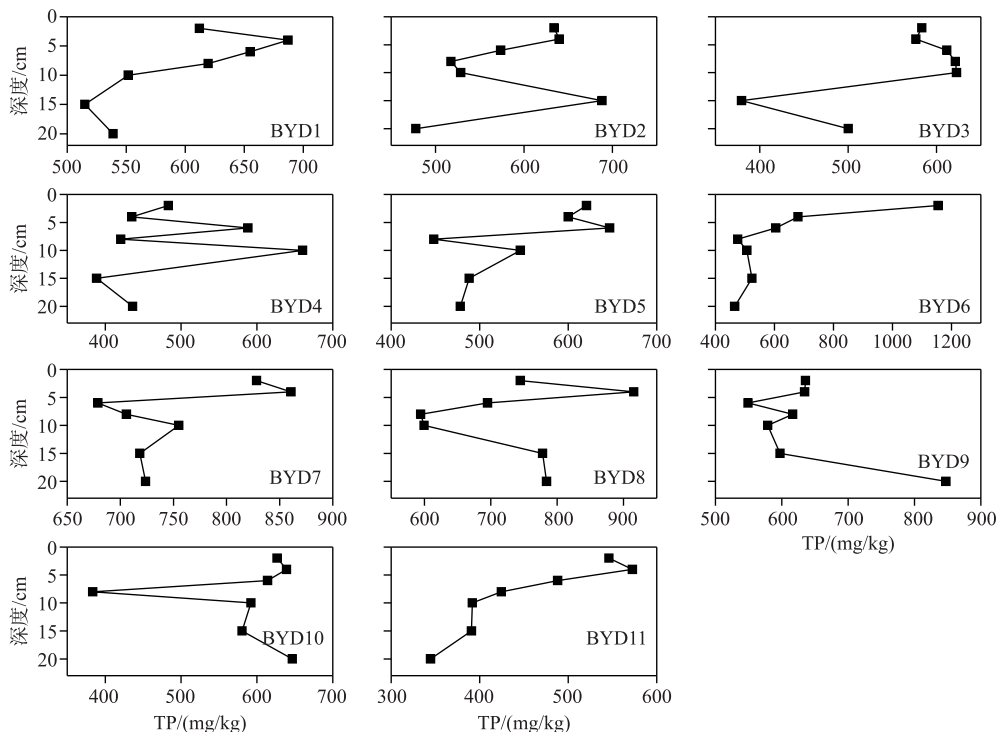 0
5
10
15
20
深度/cm
BYD1
500 550 600 650 700
BYD2
500 600 700
BYD3
400 500 600
0
5
10
15
20
深度/cm
BYD4
400 500 600 700
BYD5
400 500 600 700
BYD6
400 600 800 1000 1200
0
5
10
15
20
深度/cm
BYD7
650 700 750 800 850 900
BYD8
600 700 800 900
BYD9
500 600 700 800 900
TP/(mg/kg)
0
5
10
15
20
深度/cm
BYD10
400 500 600 700
TP/(mg/kg)
BYD11
300 400 500 600
TP/(mg/kg)